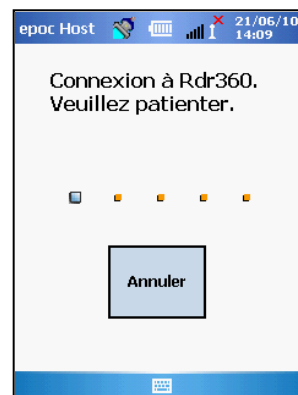 epoc Host 21/06/10
14:09
Connexion à Rdr360.
Veuillez patienter.
Annuler